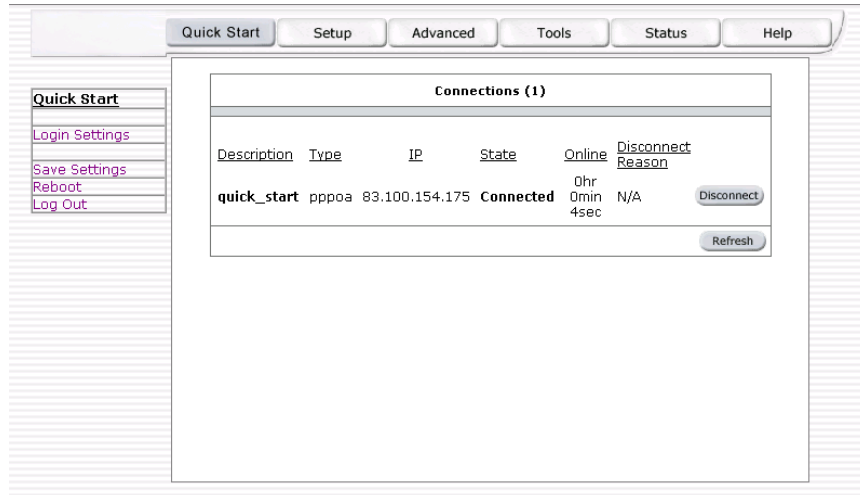 Quick Start Setup Advanced Tools Status Help
Quick Start
Login Settings
Save Settings
Reboot
Log Out
Connections (1)
Description Type IP State Online Disconnect Reason
quick_start pppoa 83.100.154.175 Connected 0hr 0min 4sec N/A Disconnect
Refresh